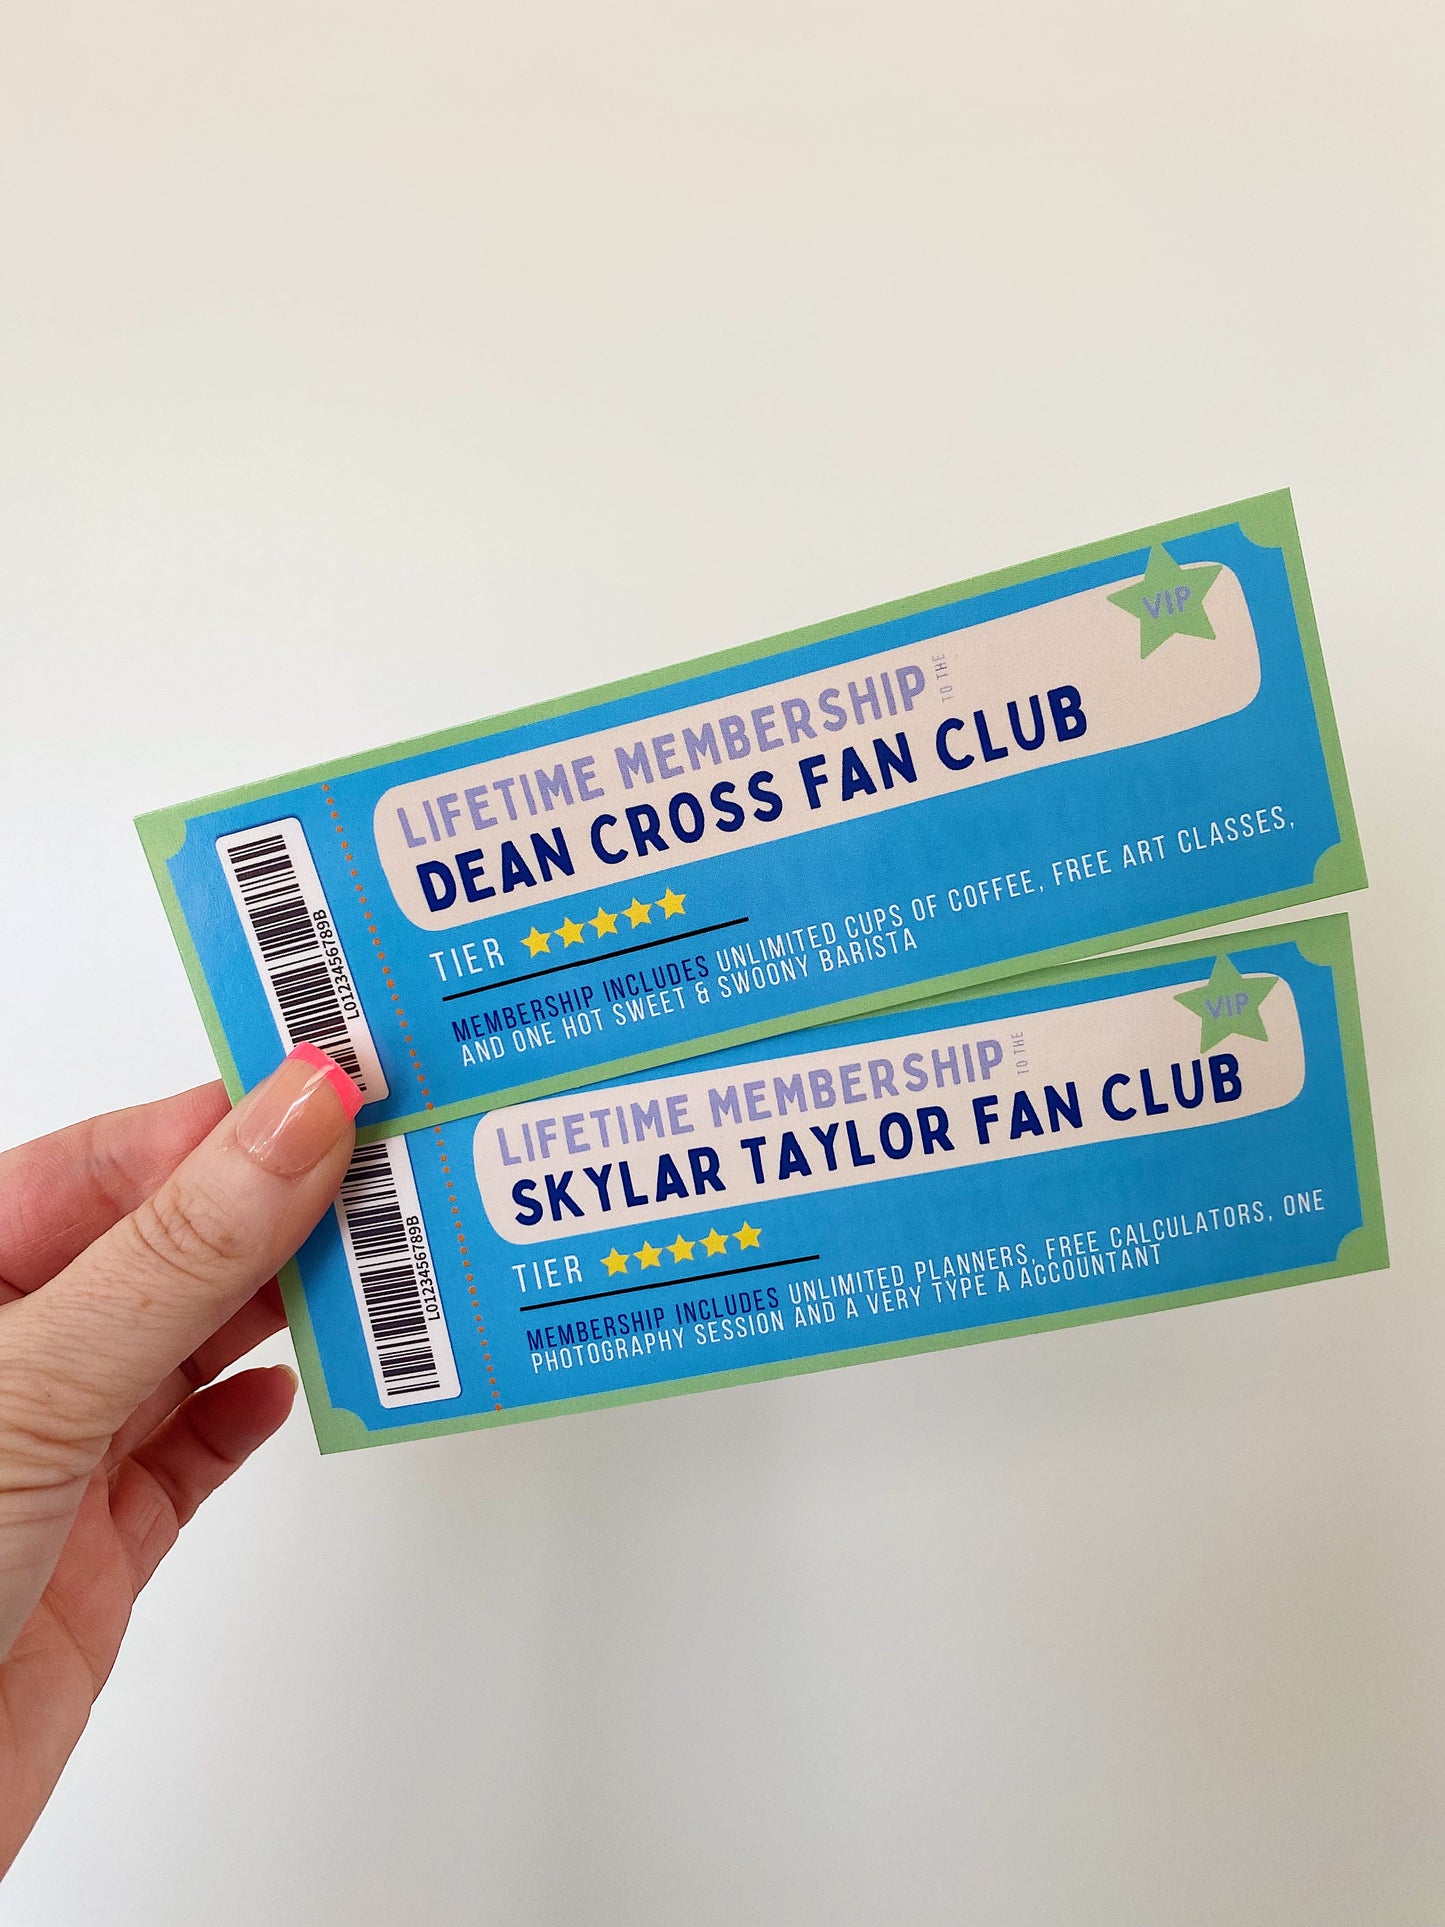 VIP
LIFETIME MEMBERSHIP TO THE
DEAN CROSS FAN CLUB
TIER
MEMBERSHIP INCLUDES UNLIMITED CUPS OF COFFEE, FREE ART CLASSES,
AND ONE HOT SWEET & SWOONY BARISTA
L0123456789B
VIP
LIFETIME MEMBERSHIP TO THE
SKYLAR TAYLOR FAN CLUB
TIER
MEMBERSHIP INCLUDES UNLIMITED PLANNERS, FREE CALCULATORS, ONE
PHOTOGRAPHY SESSION AND A VERY TYPE A ACCOUNTANT
L0123456789B